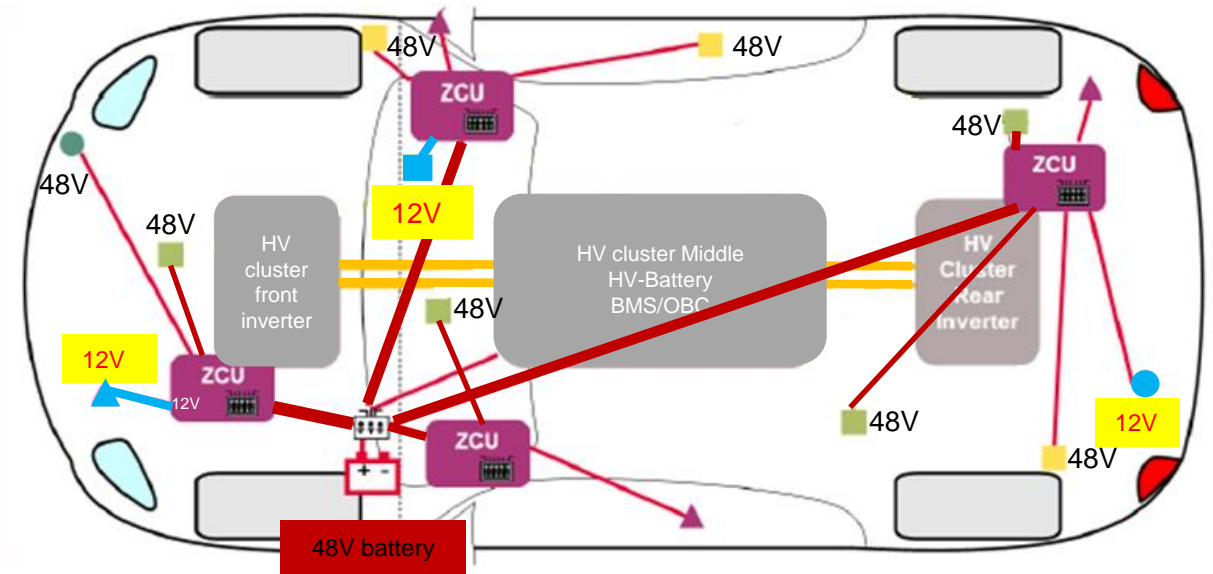 48V
48V
ZCU
12V
48V
ZCU
48V
48V
HV
cluster
front
inverter
HV cluster Middle
HV-Battery
BMS/OBC
HV
Cluster
Rear
Inverter
48V
12V
12V
ZCU
48V
12V
48V
ZCU
+ -
48V battery